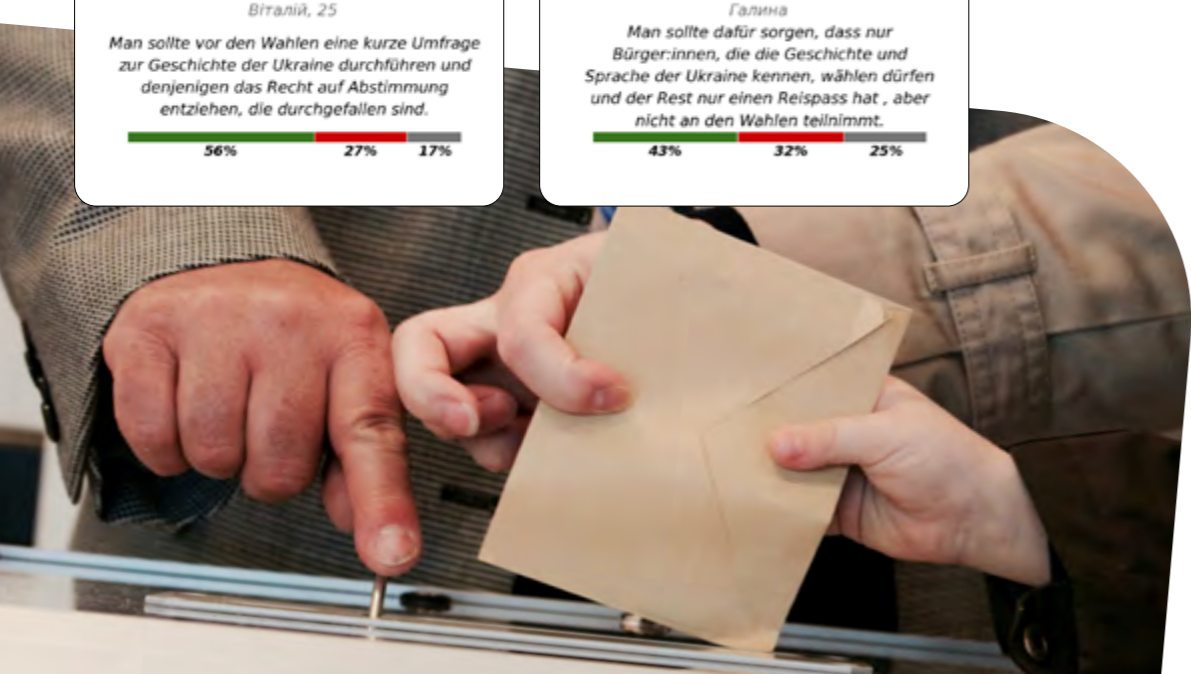 Віталій, 25
Man sollte vor den Wahlen eine kurze Umfrage
zur Geschichte der Ukraine durchführen und
denjenigen das Recht auf Abstimmung
entziehen, die durchgefallen sind.
56% 27% 17%
Галина
Man sollte dafür sorgen, dass nur
Bürger:innen, die die Geschichte und
Sprache der Ukraine kennen, wählen dürfen
und der Rest nur einen Reispass hat , aber
nicht an den Wahlen teilnimmt.
43% 32% 25%